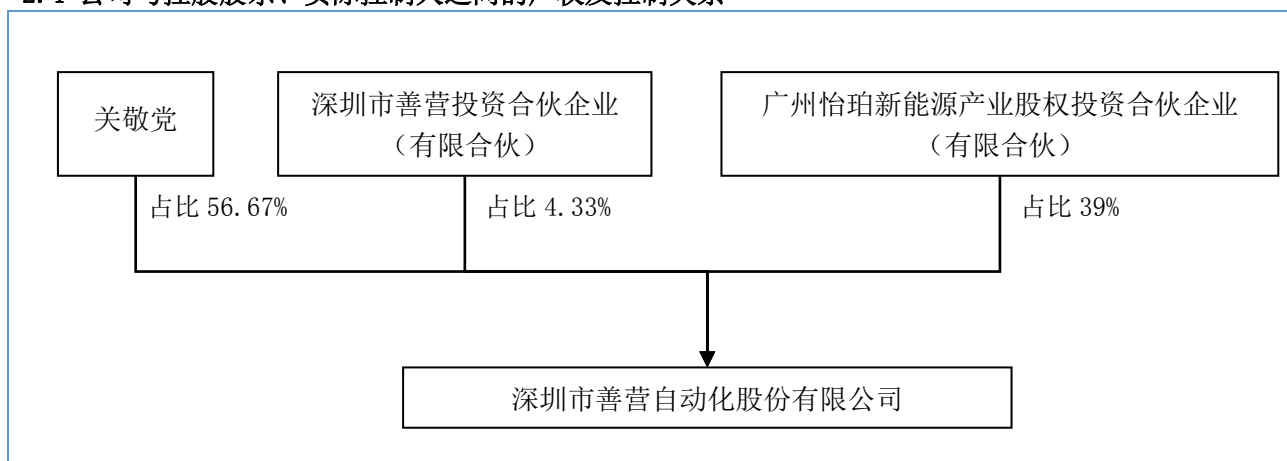 2.4 公司与控股股东、实际控制人之间的产权及控制关系
关敬党
深圳市善营投资合伙企业
（有限合伙）
广州怡珀新能源产业股权投资合伙企业
（有限合伙）
占比 56.67%
占比 4.33%
占比 39%
深圳市善营自动化股份有限公司